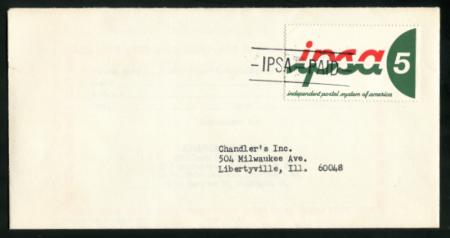 ipsa 5
- IPSA - PAID
independent postal system of america
Chandler's Inc.
504 Milwaukee Ave.
Libertyville, Ill. 60048